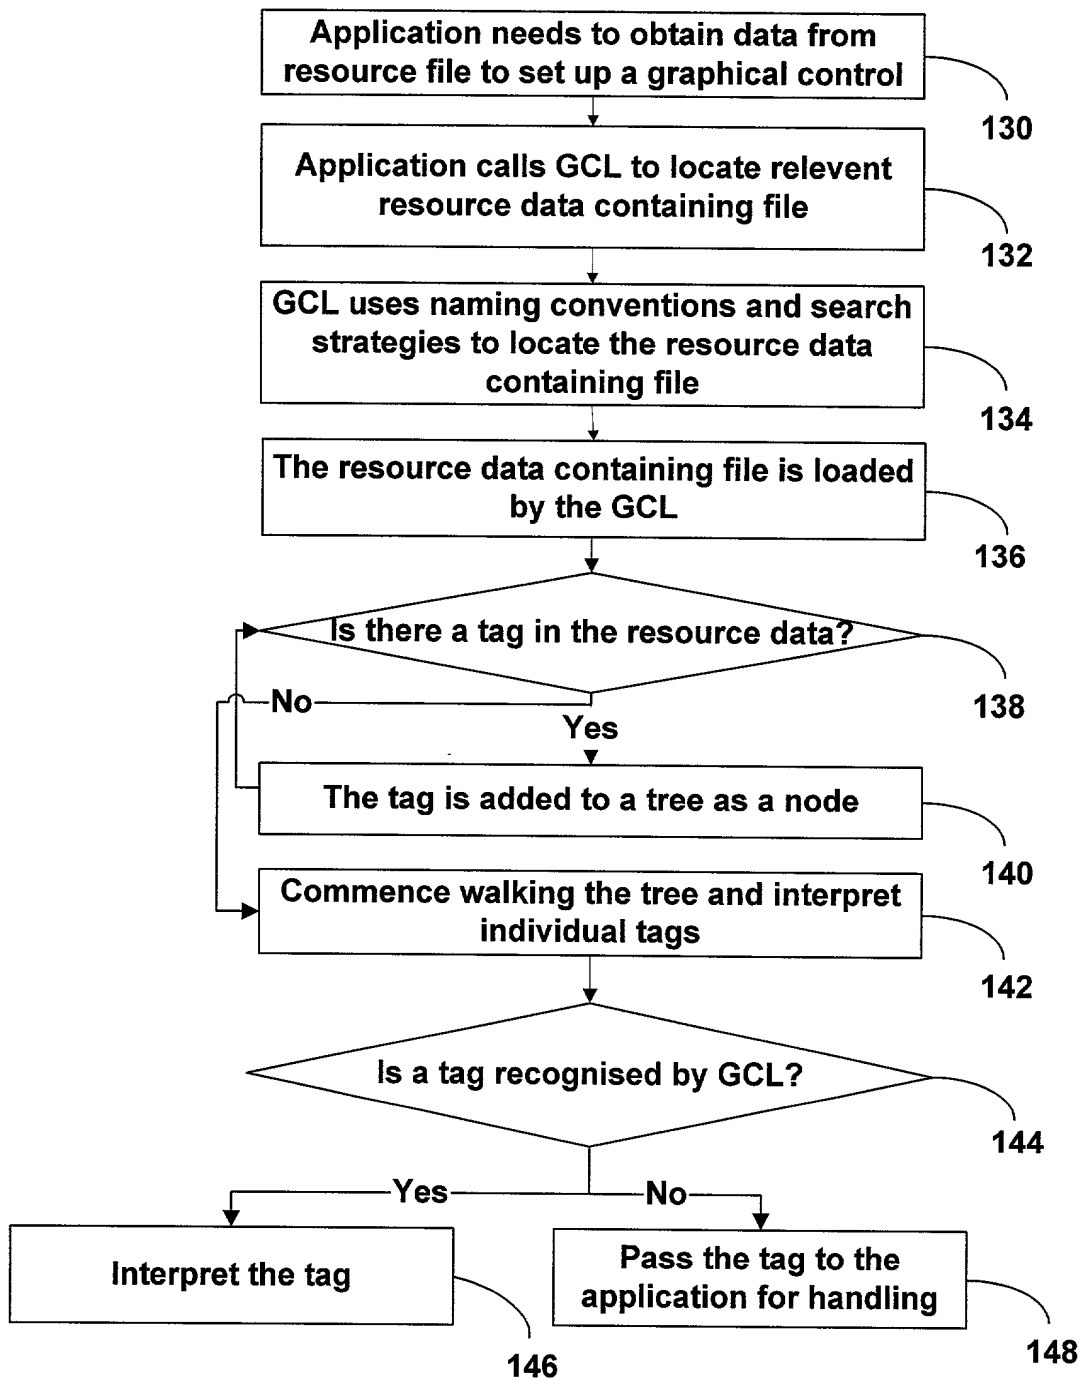 Application needs to obtain data from
resource file to set up a graphical control
130
Application calls GCL to locate relevent
resource data containing file
132
GCL uses naming conventions and search
strategies to locate the resource data
containing file
134
The resource data containing file is loaded
by the GCL
136
Is there a tag in the resource data?
138
No
Yes
The tag is added to a tree as a node
140
Commence walking the tree and interpret
individual tags
142
Is a tag recognised by GCL?
144
Yes
No
Interpret the tag
146
Pass the tag to the
application for handling
148